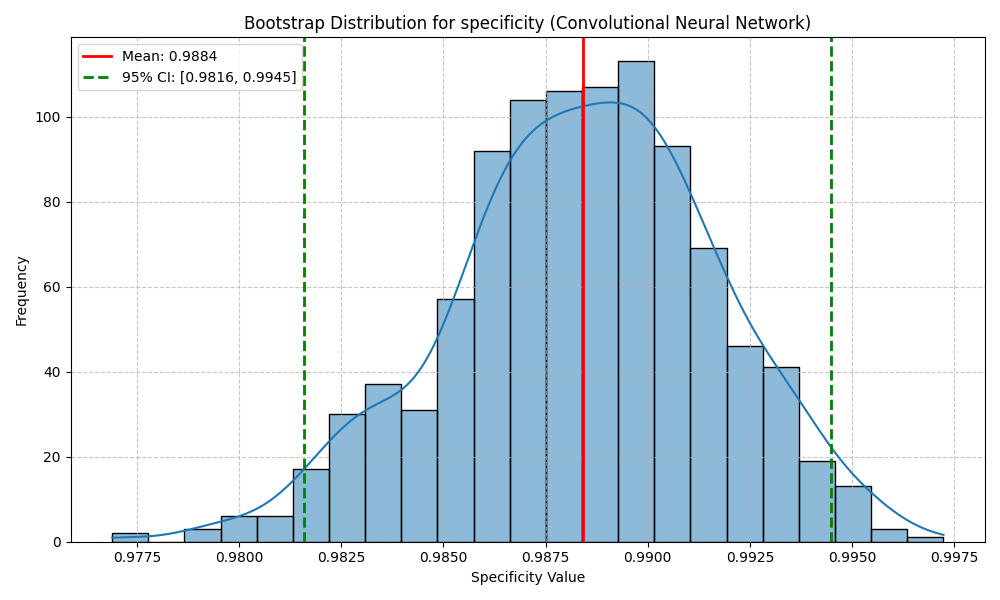 Bootstrap Distribution for specificity (Convolutional Neural Network)
Mean: 0.9884
95% CI: [0.9816, 0.9945]
Frequency
100
80
60
40
20
0
0.9775 0.9800 0.9825 0.9850 0.9875 0.9900 0.9925 0.9950 0.9975
Specificity Value